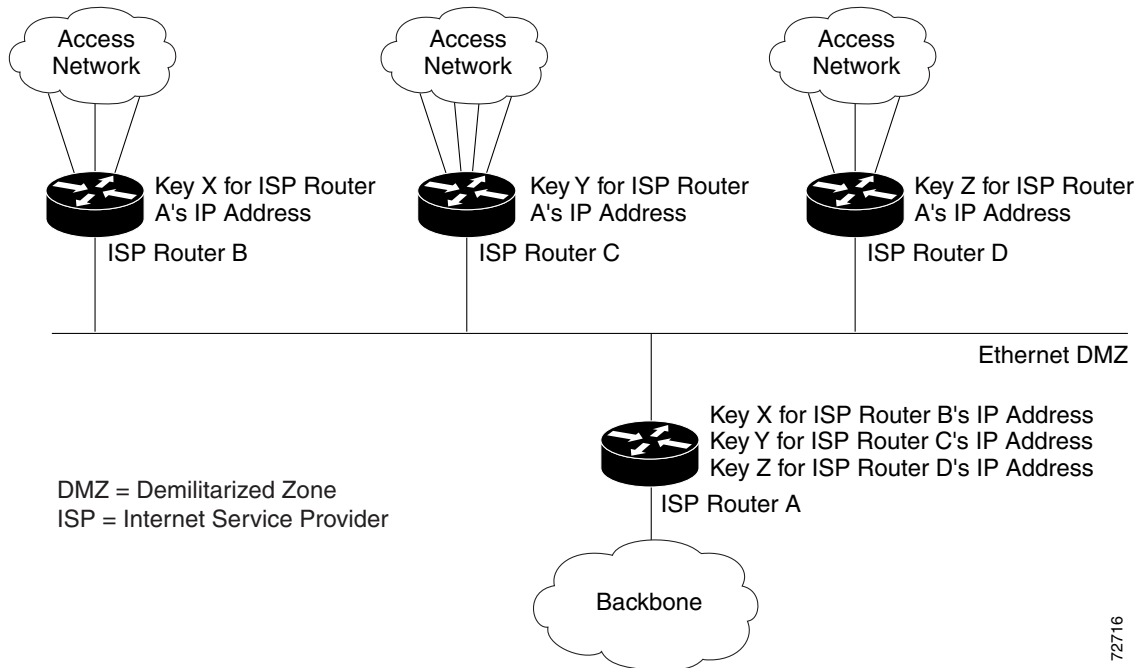 Access
Network
Access
Network
Access
Network
Key X for ISP Router
A's IP Address
ISP Router B
Key Y for ISP Router
A's IP Address
ISP Router C
Key Z for ISP Router
A's IP Address
ISP Router D
Ethernet DMZ
Key X for ISP Router B's IP Address
Key Y for ISP Router C's IP Address
Key Z for ISP Router D's IP Address
ISP Router A
DMZ = Demilitarized Zone
ISP = Internet Service Provider
Backbone
72716